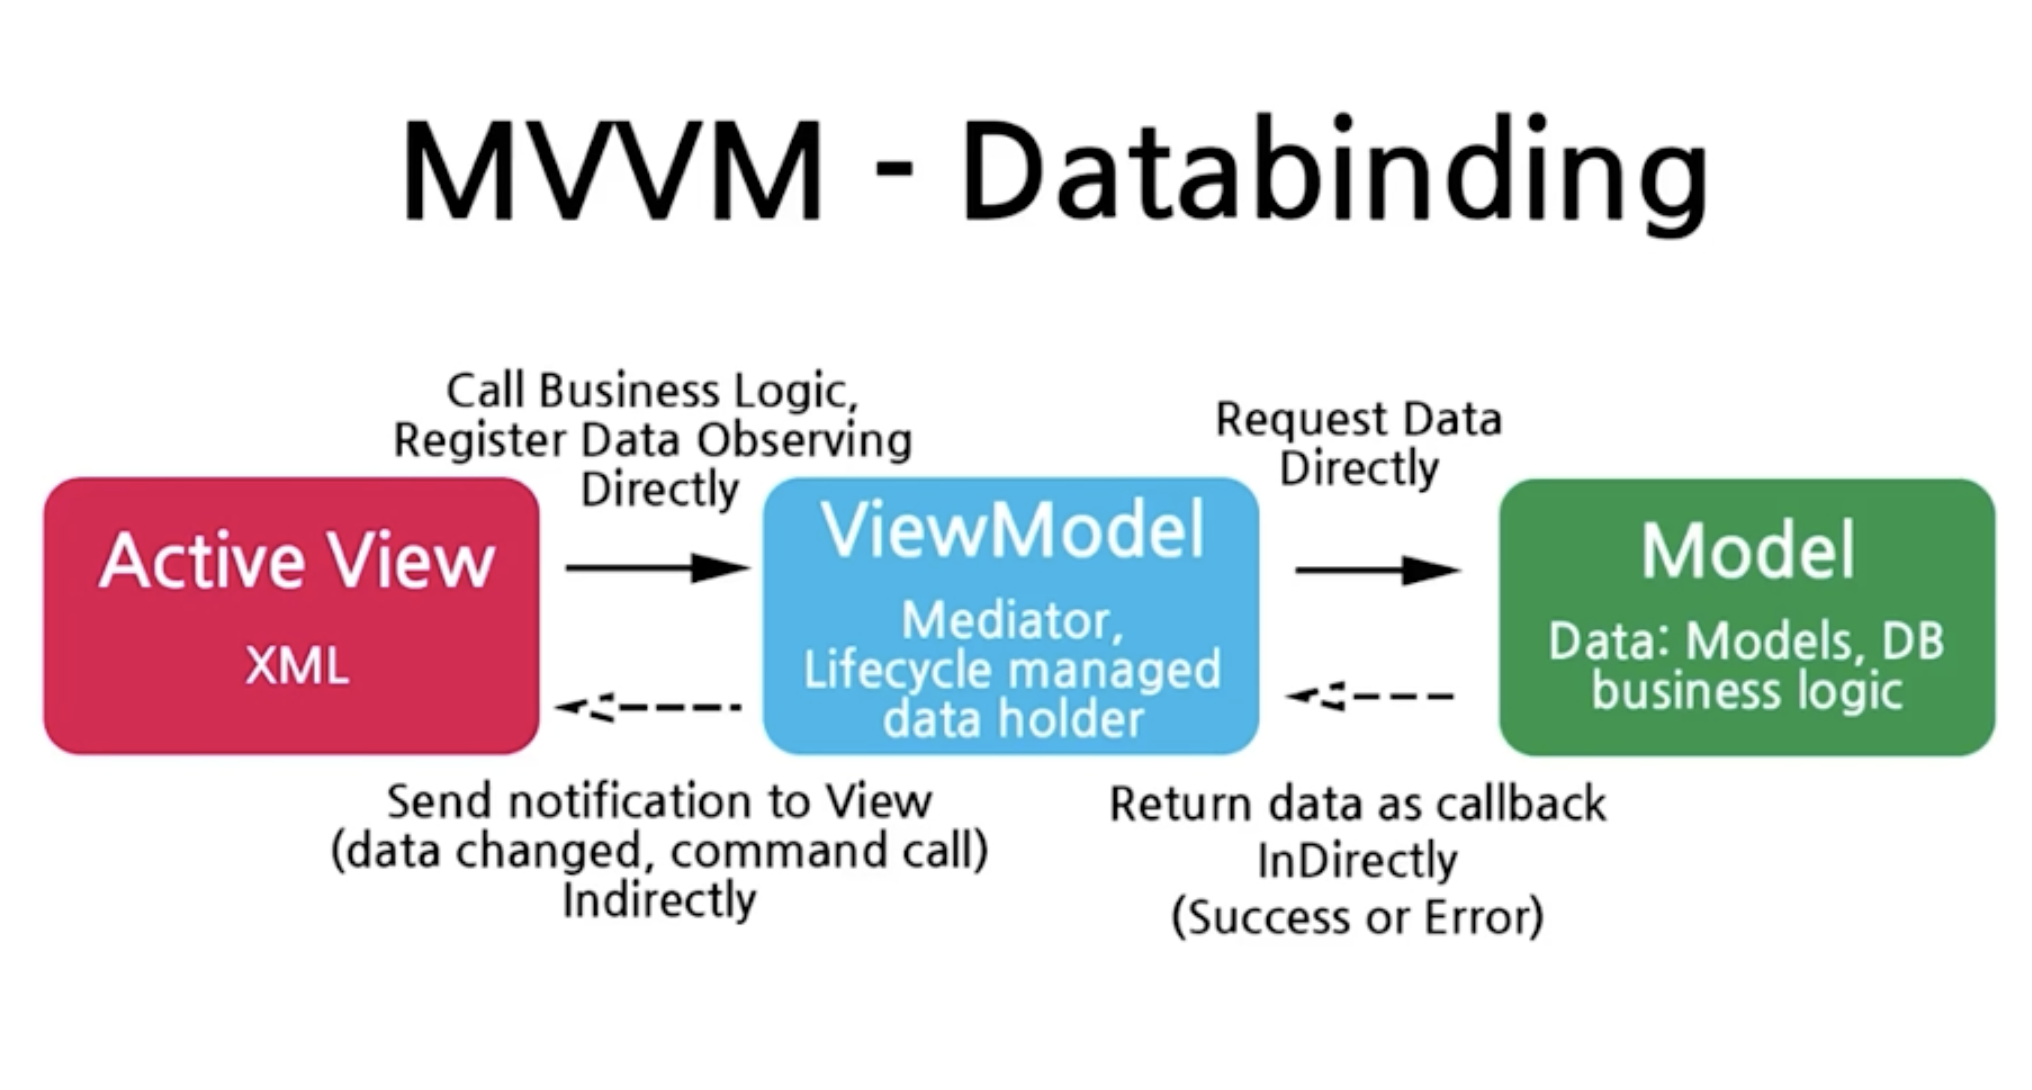 MVVM - Databinding
Call Business Logic,
Register Data Observing
Directly
Request Data
Directly
Active View
XML
ViewModel
Mediator,
Lifecycle managed
data holder
Model
Data: Models, DB
business logic
Send notification to View
(data changed, command call)
Indirectly
Return data as callback
InDirectly
(Success or Error)